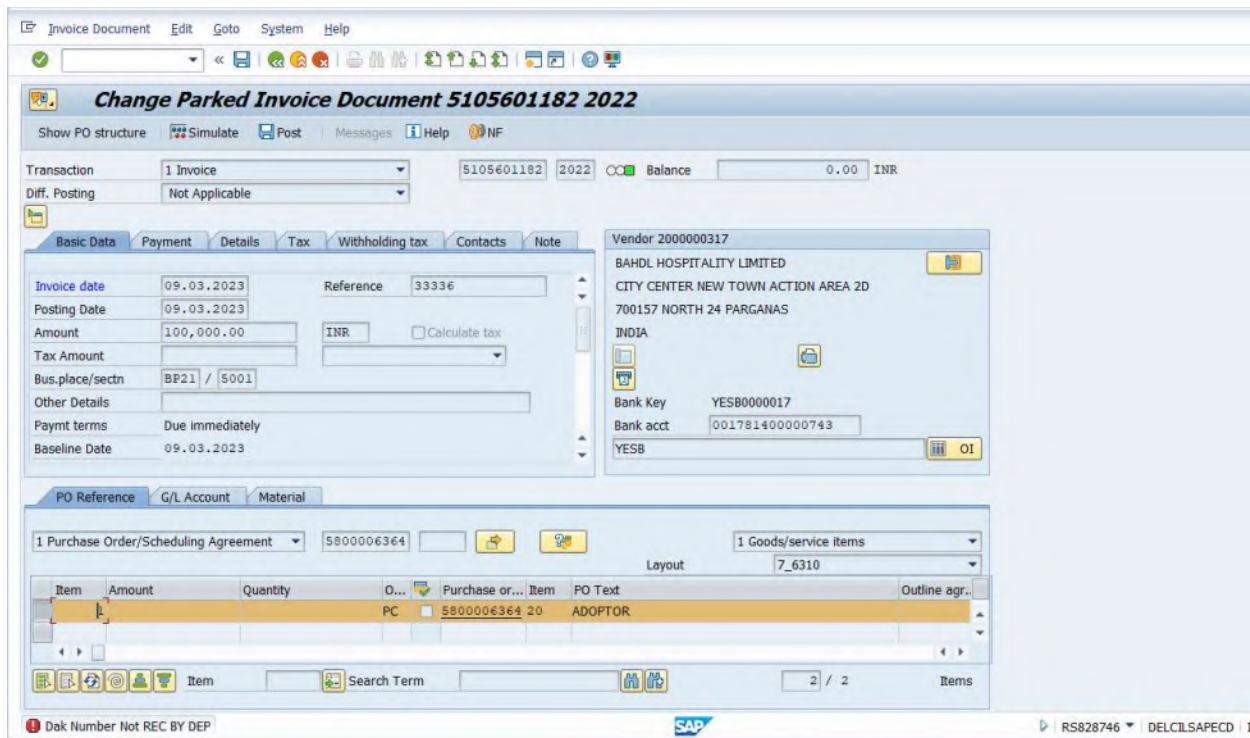 Invoice Document Edit Goto System Help
Change Parked Invoice Document 5105601182 2022
Show PO structure Simulate Post Messages Help NF
Transaction 1 Invoice 5105601182 2022 Balance 0.00 INR
Diff. Posting Not Applicable
Basic Data Payment Details Tax Withholding tax Contacts Note
Invoice date 09.03.2023 Reference 33336
Posting Date 09.03.2023
Amount 100,000.00 INR Calculate tax
Tax Amount
Bus.place/sectn BP21 / 5001
Other Details
Paymt terms Due immediately
Baseline Date 09.03.2023
Vendor 2000000317
BAHDL HOSPITALITY LIMITED
CITY CENTER NEW TOWN ACTION AREA 2D
700157 NORTH 24 PARGANAS
INDIA
Bank Key YESB0000017
Bank acct 001781400000743
YESB OI
PO Reference G/L Account Material
1 Purchase Order/Scheduling Agreement 5800006364 1 Goods/service items
Layout 7_6310
Item Amount Quantity O... Purchase or... Item PO Text Outline agr..
1 PC 5800006364 20 ADOPTOR
Item Search Term 2 / 2 Items
Dak Number Not REC BY DEP SAP RS828746 DELCILSAPECD